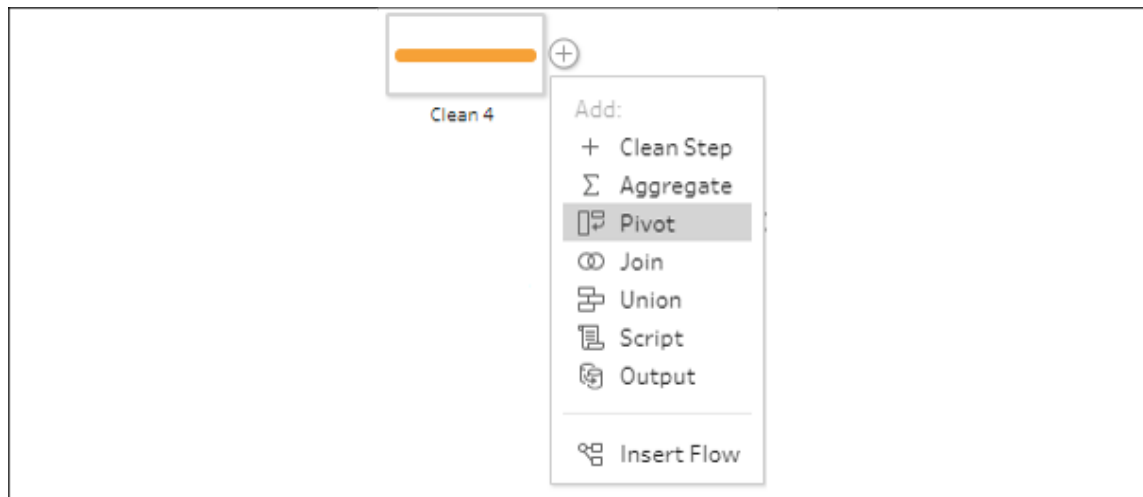 Clean 4
Add:
Clean Step
Aggregate
Pivot
Join
Union
Script
Output
Insert Flow